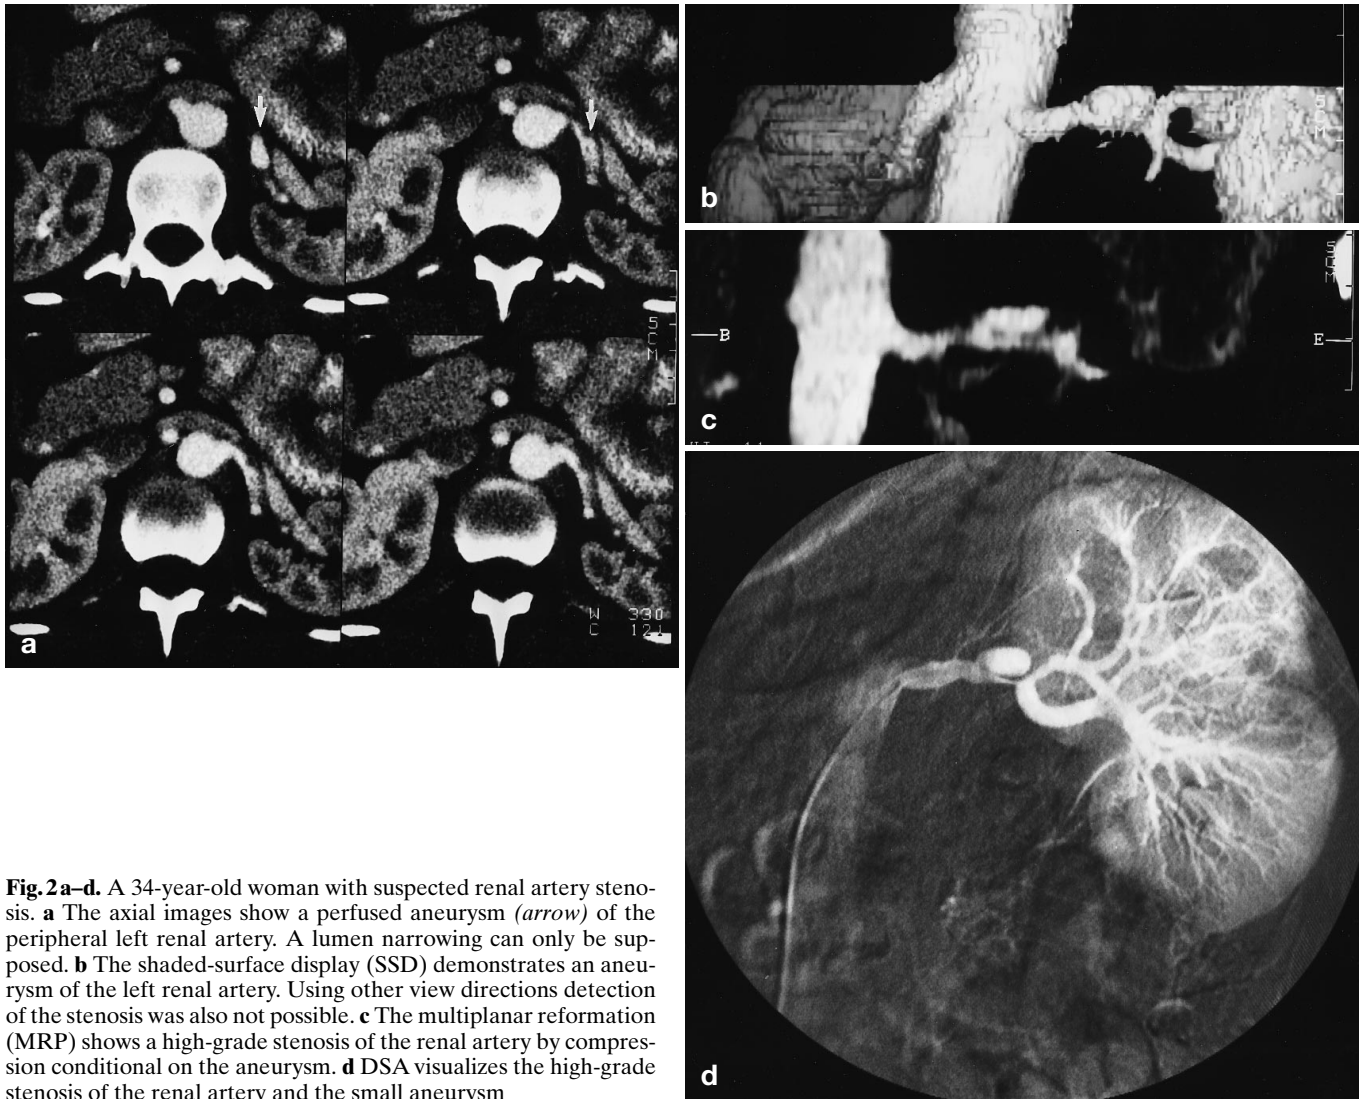 a
5
C
M
W 330
C 121
b
5
C
M
B
E
5
C
M
c
d
Fig. 2 a–d. A 34-year-old woman with suspected renal artery steno-
sis. a The axial images show a perfused aneurysm (arrow) of the
peripheral left renal artery. A lumen narrowing can only be sup-
posed. b The shaded-surface display (SSD) demonstrates an aneu-
rysm of the left renal artery. Using other view directions detection
of the stenosis was also not possible. c The multiplanar reformation
(MRP) shows a high-grade stenosis of the renal artery by compres-
sion conditional on the aneurysm. d DSA visualizes the high-grade
stenosis of the renal artery and the small aneurysm